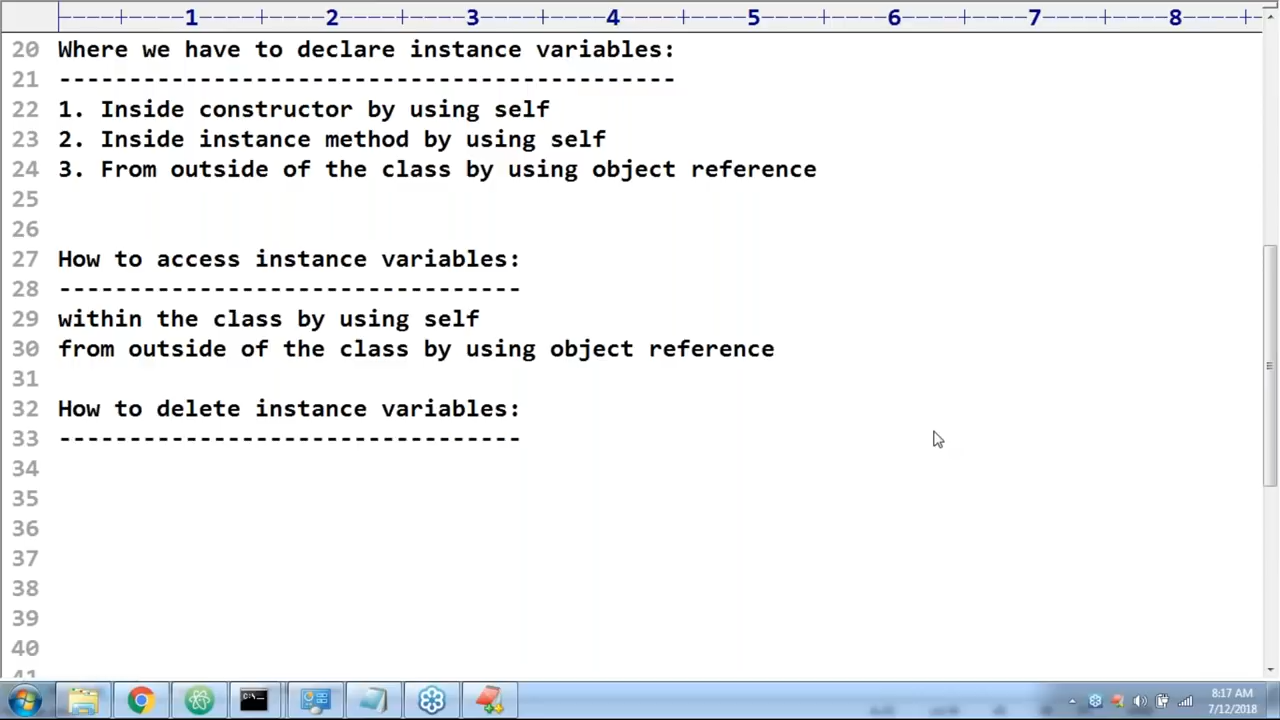 1 2 3 4 5 6 7 8
20 Where we have to declare instance variables:
21 --------------------------------------------
22 1. Inside constructor by using self
23 2. Inside instance method by using self
24 3. From outside of the class by using object reference
25
26
27 How to access instance variables:
28 ---------------------------------
29 within the class by using self
30 from outside of the class by using object reference
31
32 How to delete instance variables:
33 ---------------------------------
34
35
36
37
38
39
40
41
C:\_
8:17 AM
7/12/2018